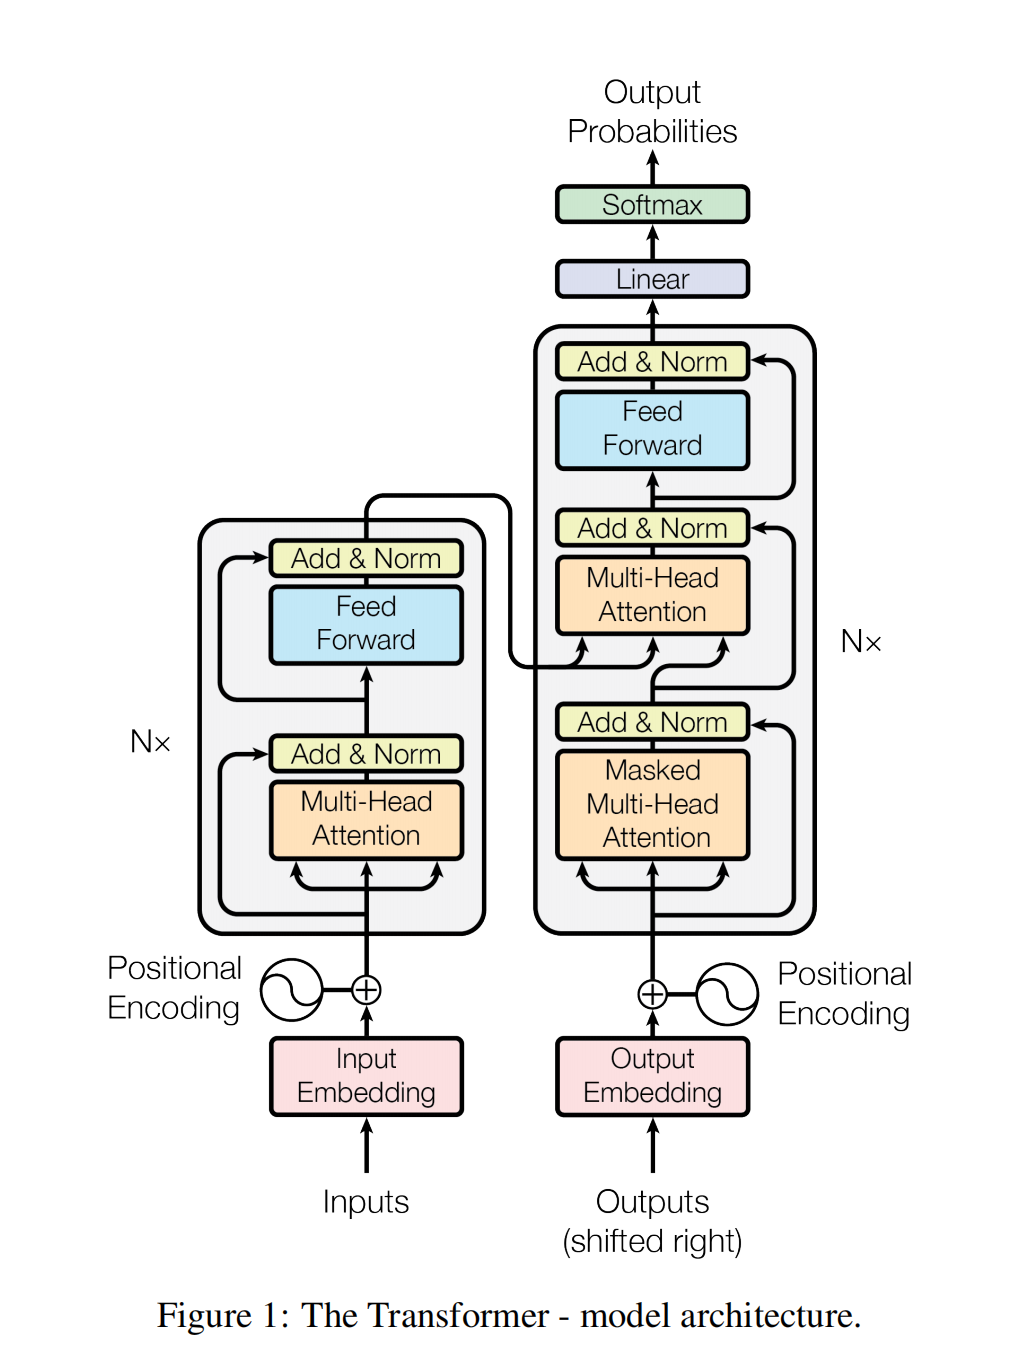 Output
Probabilities
Softmax
Linear
Add & Norm
Feed
Forward
Add & Norm
Multi-Head
Attention
N×
Add & Norm
Masked
Multi-Head
Attention
Add & Norm
Feed
Forward
N×
Add & Norm
Multi-Head
Attention
Positional
Encoding
Positional
Encoding
Input
Embedding
Output
Embedding
Inputs
Outputs
(shifted right)
Figure 1: The Transformer - model architecture.